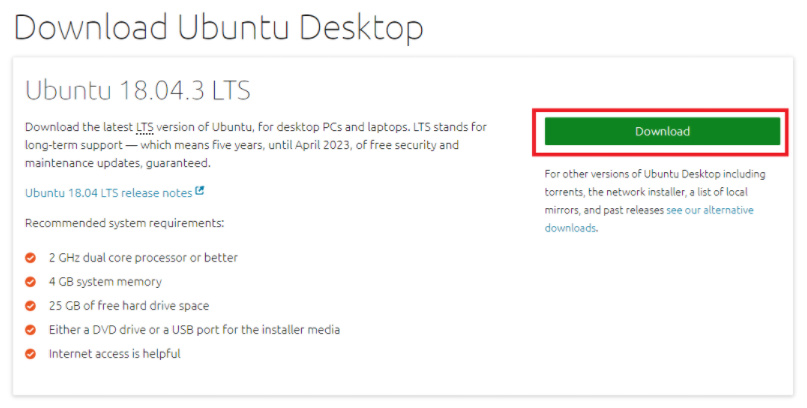 Download Ubuntu Desktop
Ubuntu 18.04.3 LTS
Download the latest LTS version of Ubuntu, for desktop PCs and laptops. LTS stands for
long-term support — which means five years, until April 2023, of free security and
maintenance updates, guaranteed.
Ubuntu 18.04 LTS release notes
Recommended system requirements:
2 GHz dual core processor or better
4 GB system memory
25 GB of free hard drive space
Either a DVD drive or a USB port for the installer media
Internet access is helpful
Download
For other versions of Ubuntu Desktop including
torrents, the network installer, a list of local
mirrors, and past releases see our alternative
downloads.